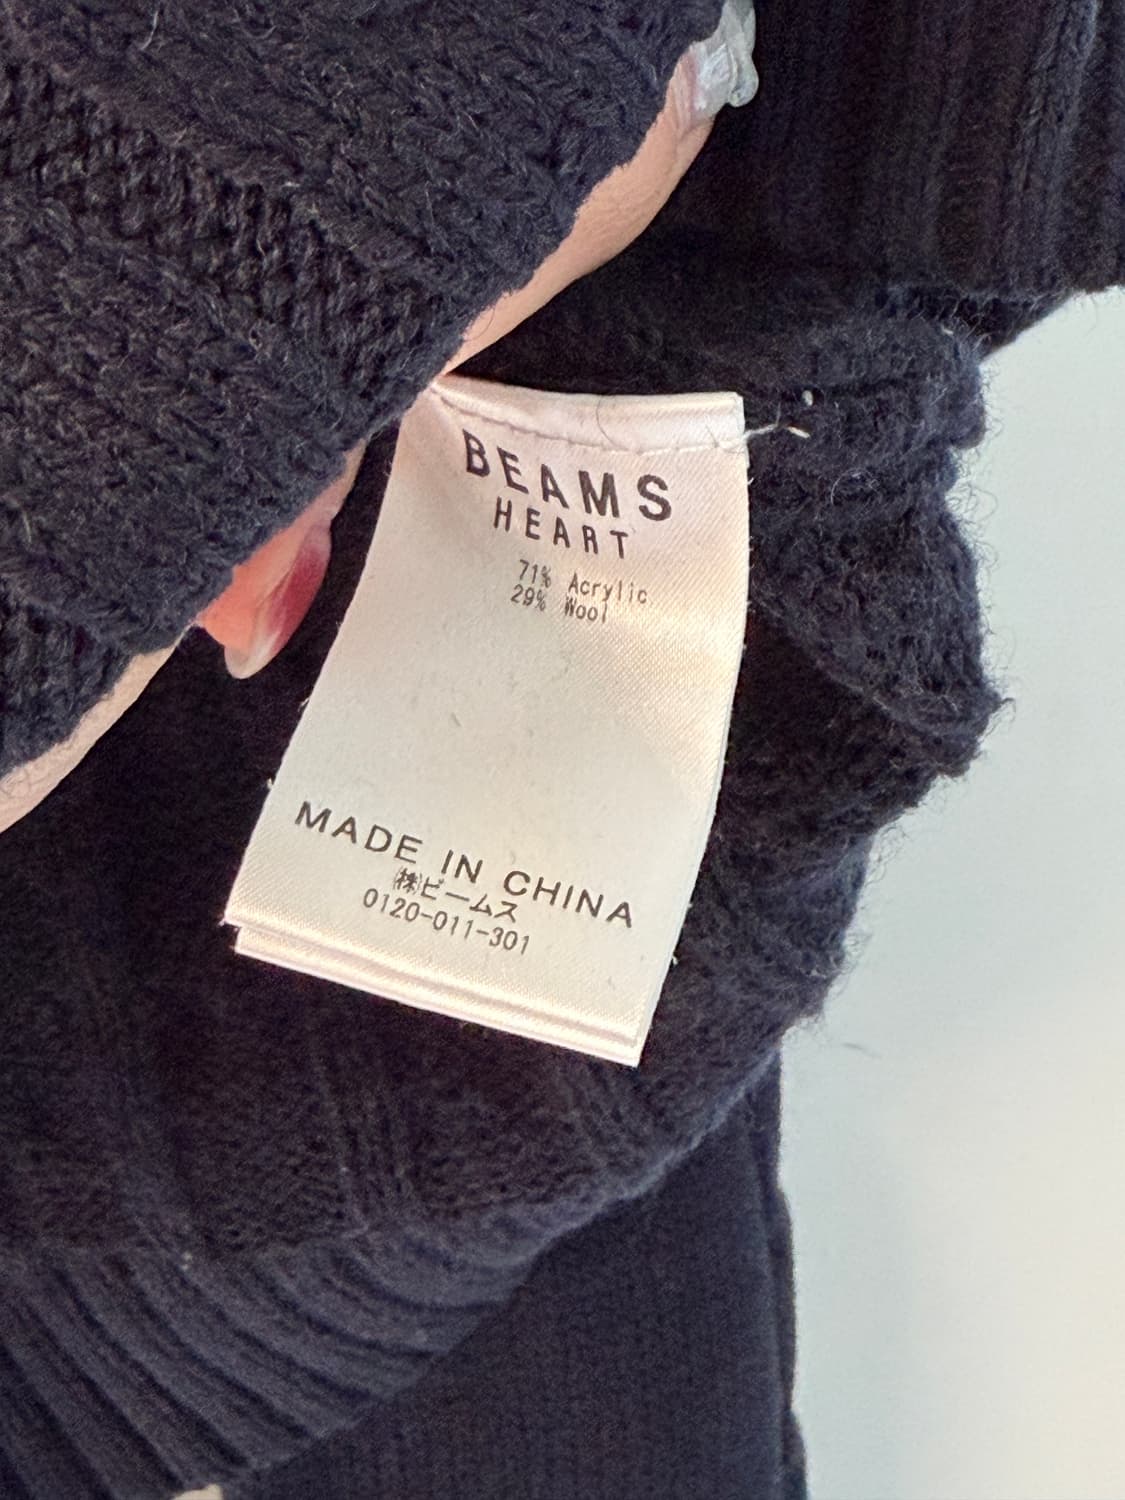 BEAMS
HEART
71% Acrylic
29% Wool
MADE IN CHINA
㈱ビームス
0120-011-301